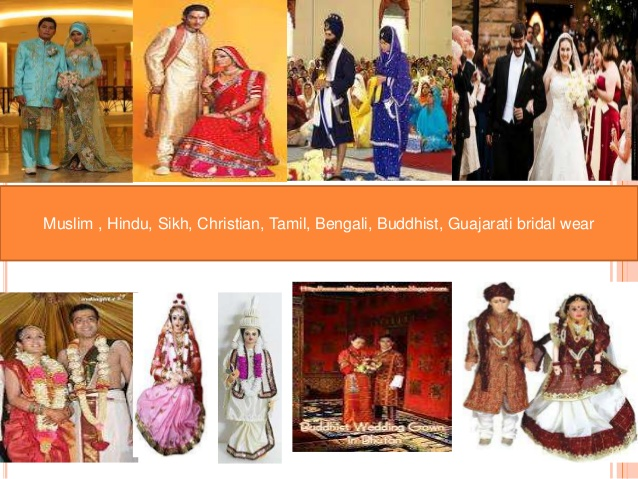 Muslim , Hindu, Sikh, Christian, Tamil, Bengali, Buddhist, Guajarati bridal wear
Buddhist Wedding Gown
In Bhutan